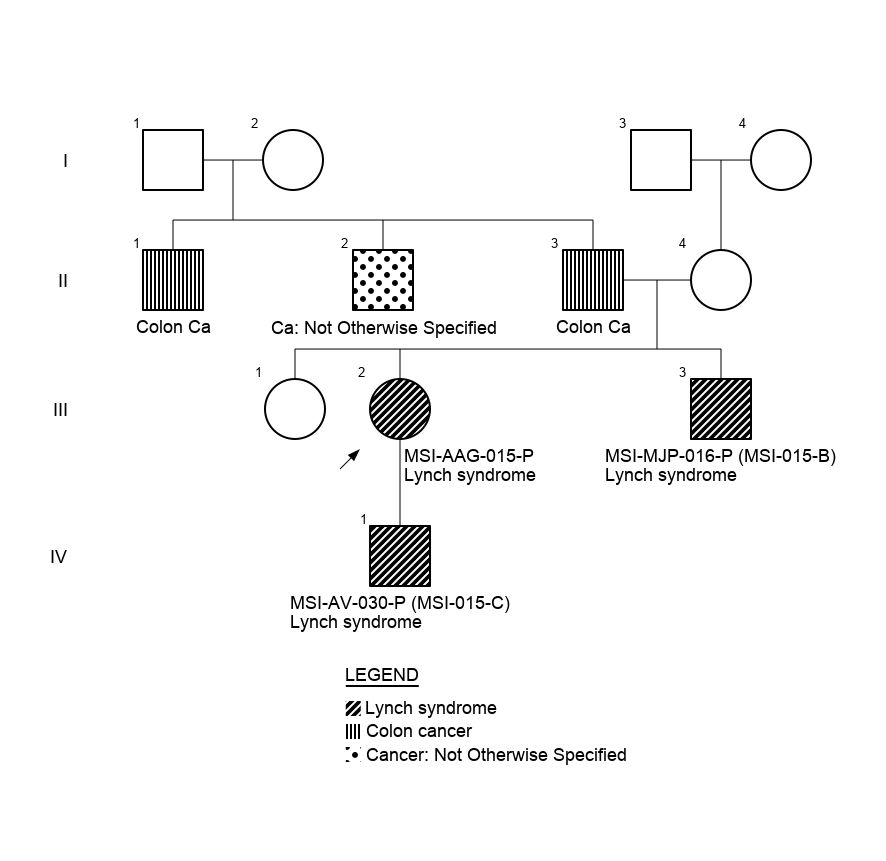 1 2 3 4
I
1 2 3 4
II
Colon Ca Ca: Not Otherwise Specified Colon Ca
1 2 3
III
MSI-AAG-015-P MSI-MJP-016-P (MSI-015-B)
Lynch syndrome Lynch syndrome
1
IV
MSI-AV-030-P (MSI-015-C)
Lynch syndrome
LEGEND
Lynch syndrome
Colon cancer
Cancer: Not Otherwise Specified